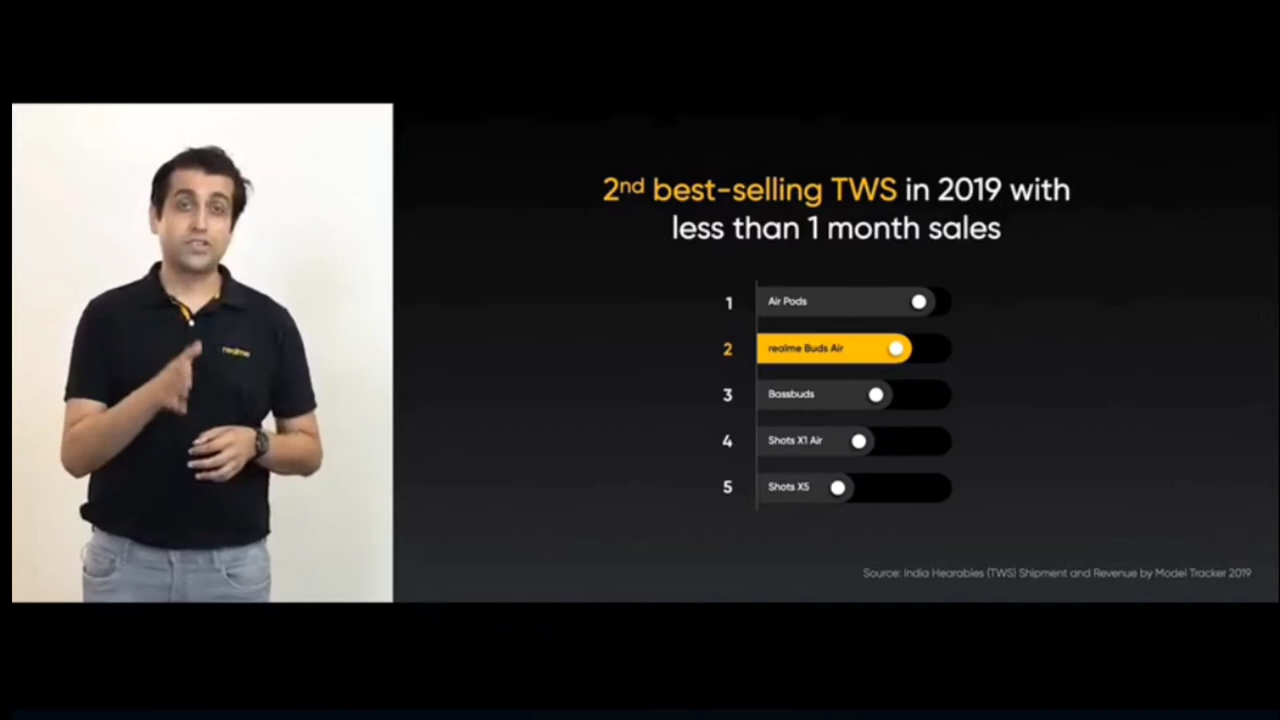 realme
2nd best-selling TWS in 2019 with
less than 1 month sales
1 Air Pods
2 realme Buds Air
3 Bassbuds
4 Shots X1 Air
5 Shots X5
Source: India Hearables (TWS) Shipment and Revenue by Model Tracker 2019